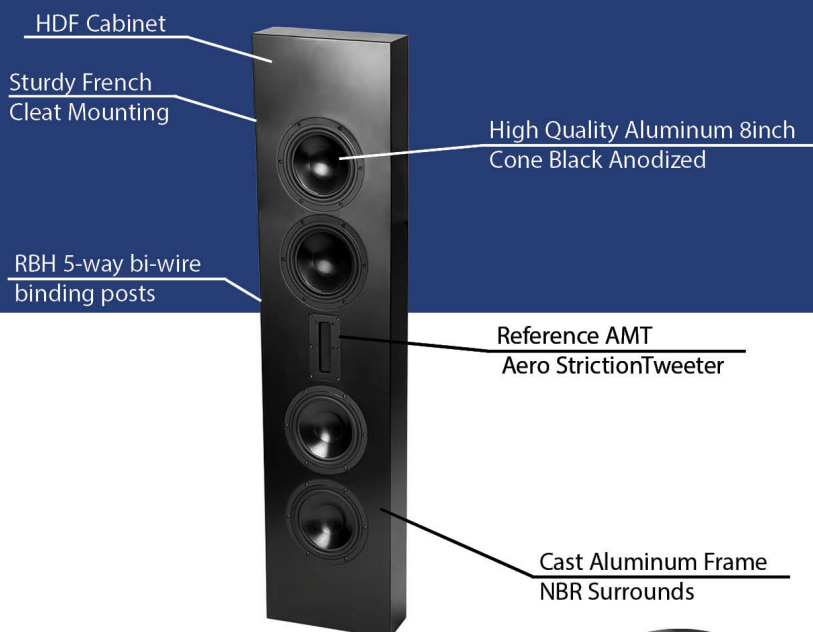 HDF Cabinet
Sturdy French
Cleat Mounting
High Quality Aluminum 8inch
Cone Black Anodized
RBH 5-way bi-wire
binding posts
Reference AMT
Aero StrictionTweeter
Cast Aluminum Frame
NBR Surrounds